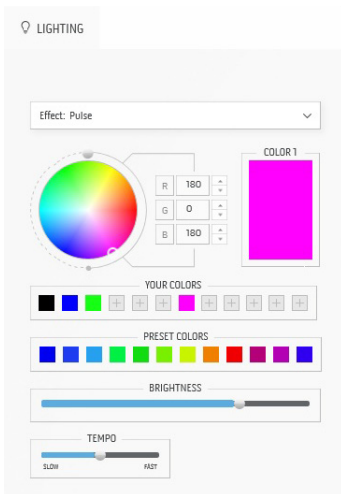 LIGHTING
Effect: Pulse
COLOR 1
R 180
G 0
B 180
YOUR COLORS
PRESET COLORS
BRIGHTNESS
TEMPO
SLOW FAST